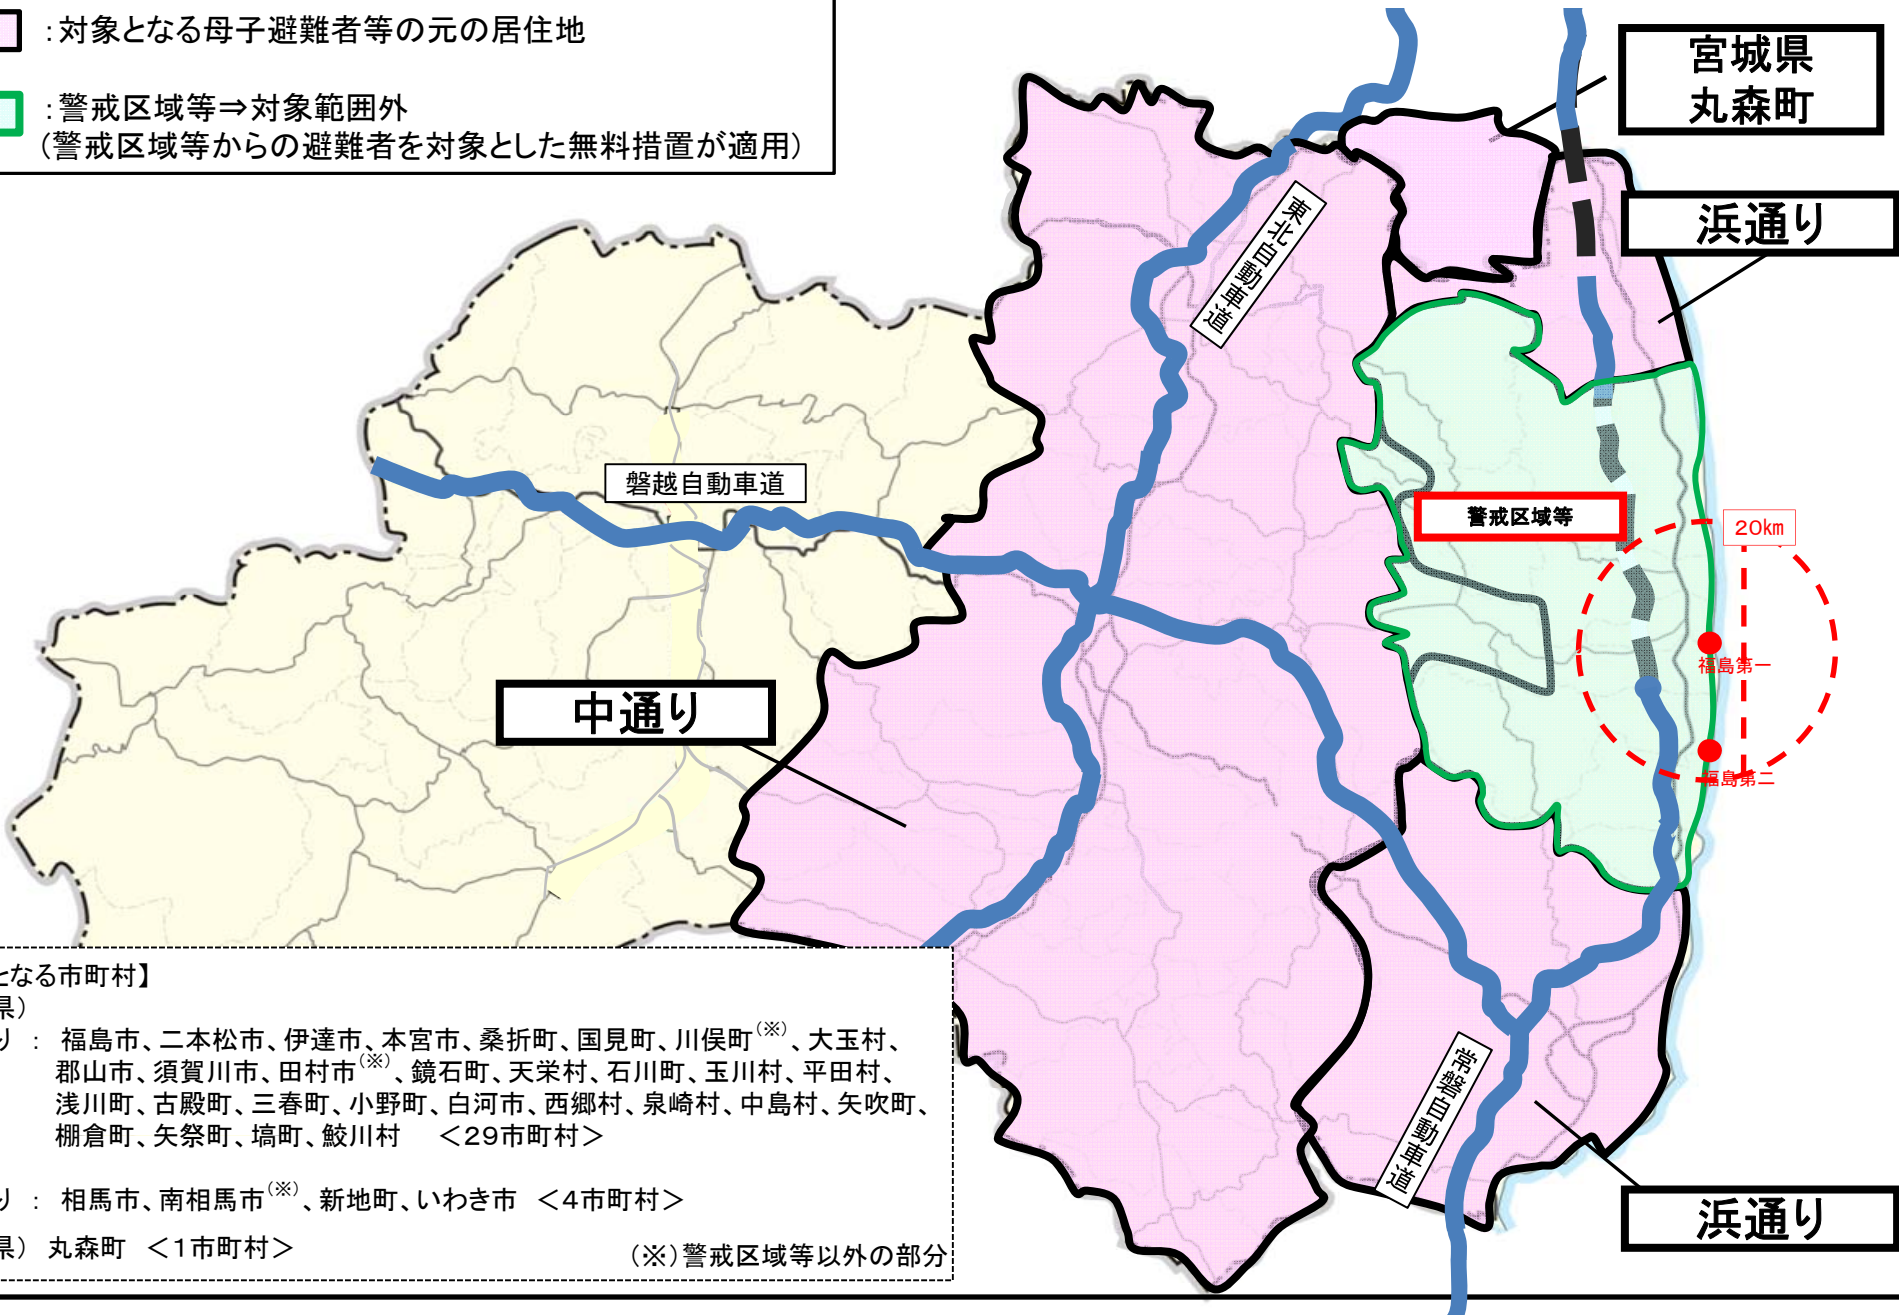 :対象となる母子避難者等の元の居住地
:警戒区域等⇒対象範囲外
(警戒区域等からの避難者を対象とした無料措置が適用)
宮城県
丸森町
浜通り
東北自動車道
磐越自動車道
警戒区域等
20km
福島第一
福島第二
中通り
常磐自動車道
浜通り
となる市町村】
県)
り : 福島市、二本松市、伊達市、本宮市、桑折町、国見町、川俣町(※)、大玉村、
郡山市、須賀川市、田村市(※)、鏡石町、天栄村、石川町、玉川村、平田村、
浅川町、古殿町、三春町、小野町、白河市、西郷村、泉崎村、中島村、矢吹町、
棚倉町、矢祭町、塙町、鮫川村 <29市町村>
り : 相馬市、南相馬市(※)、新地町、いわき市 <4市町村>
県) 丸森町 <1市町村>
(※)警戒区域等以外の部分